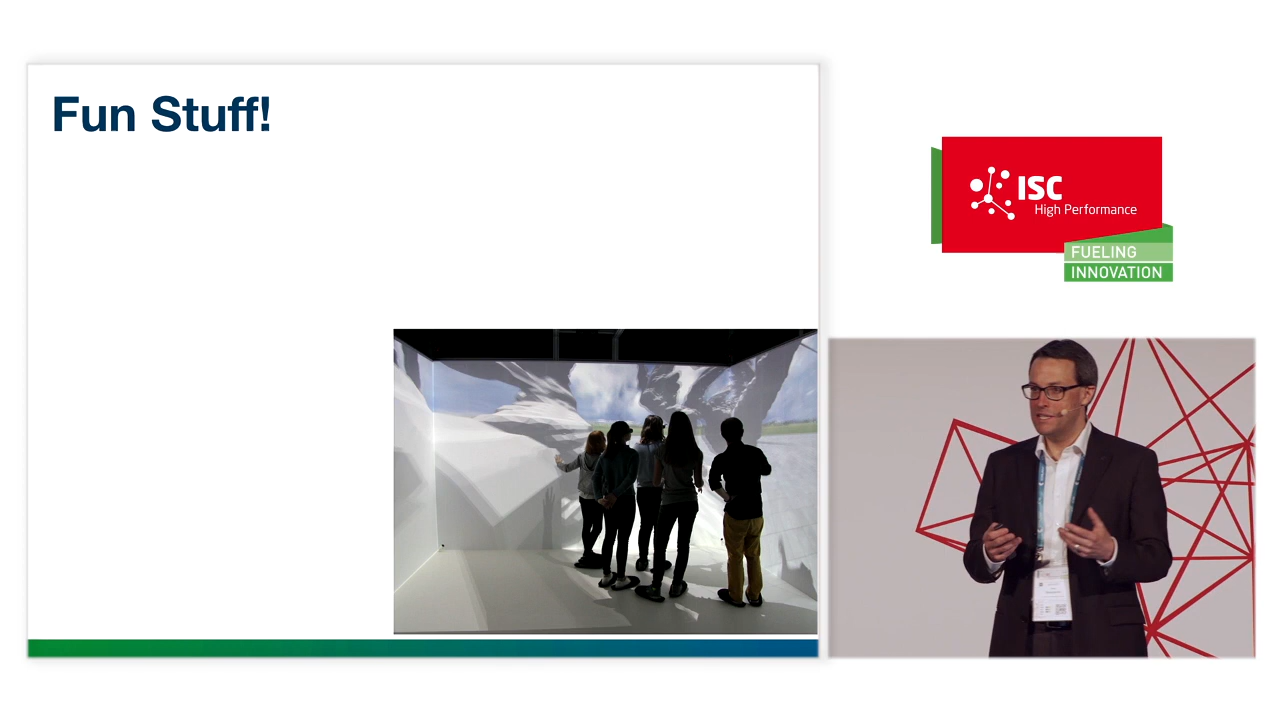 Fun Stuff!
ISC
High Performance
FUELING
INNOVATION